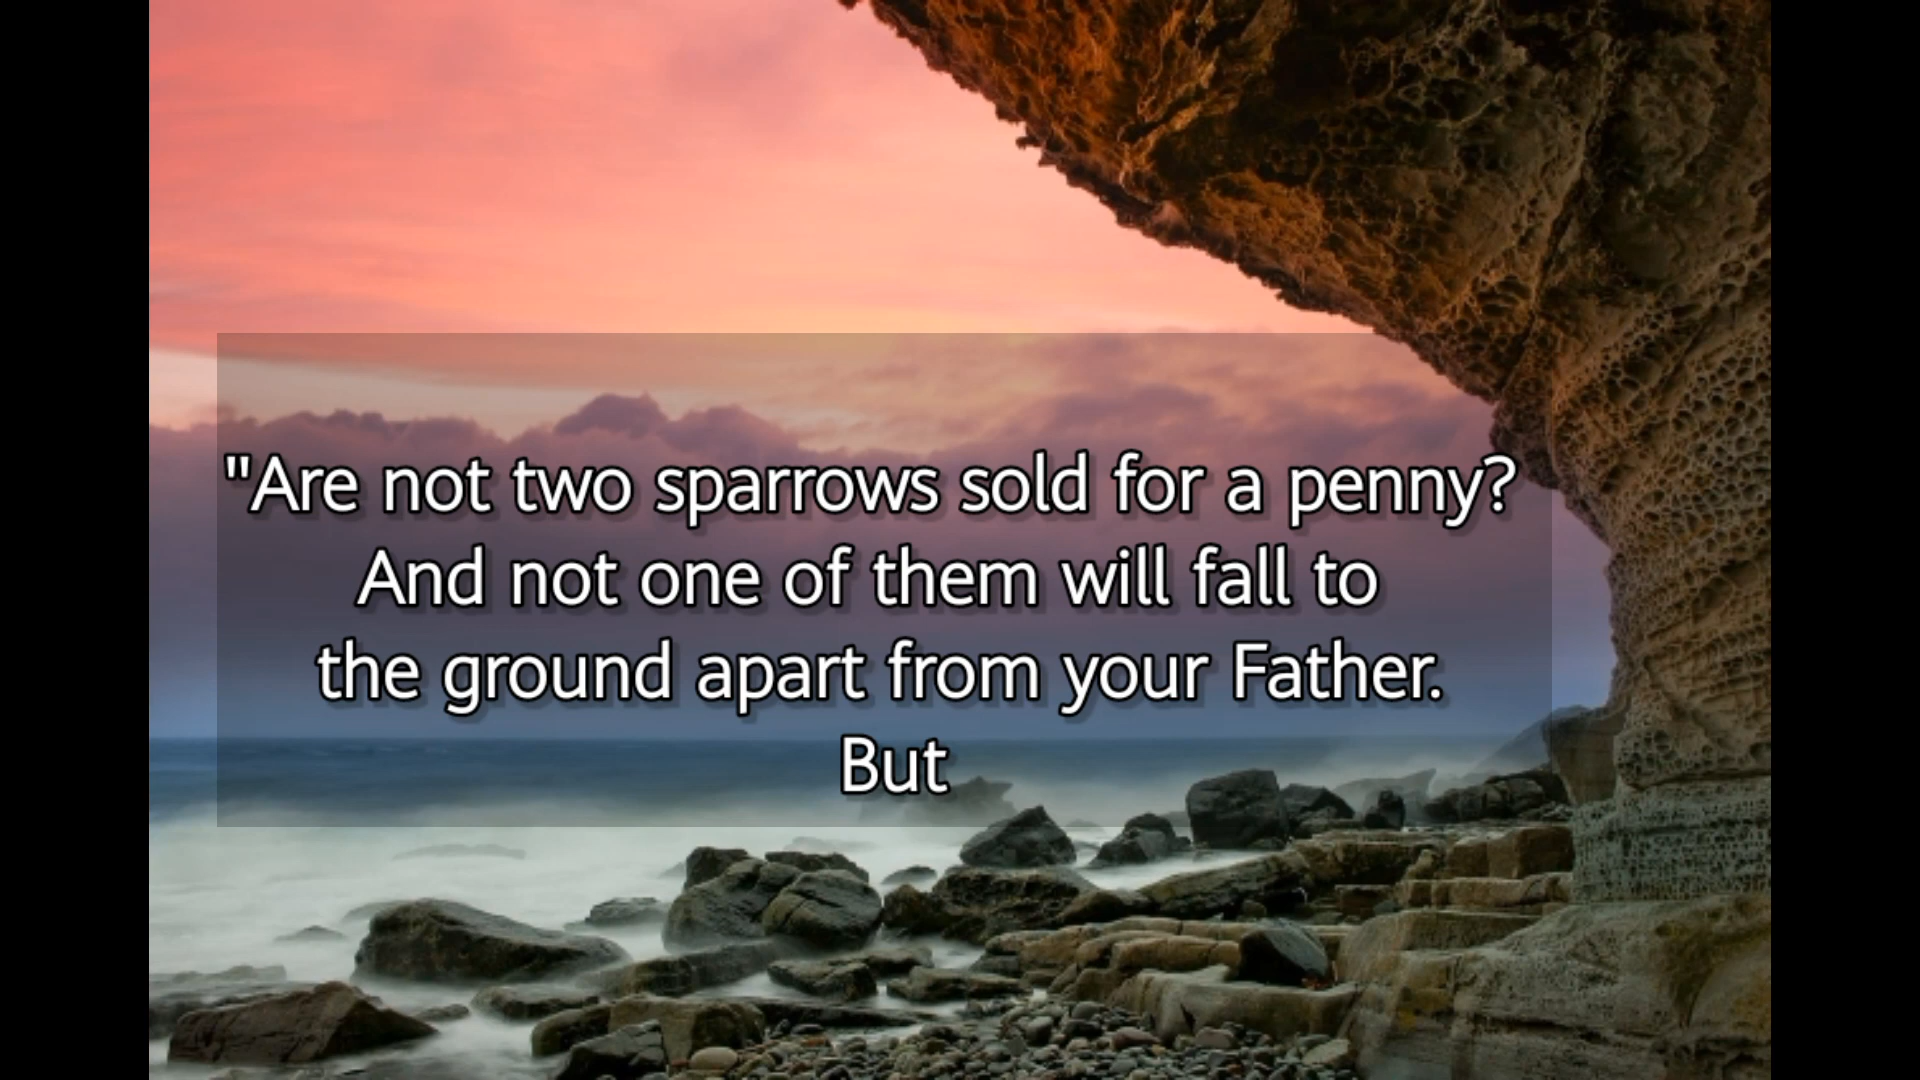 "Are not two sparrows sold for a penny?
And not one of them will fall to
the ground apart from your Father.
But